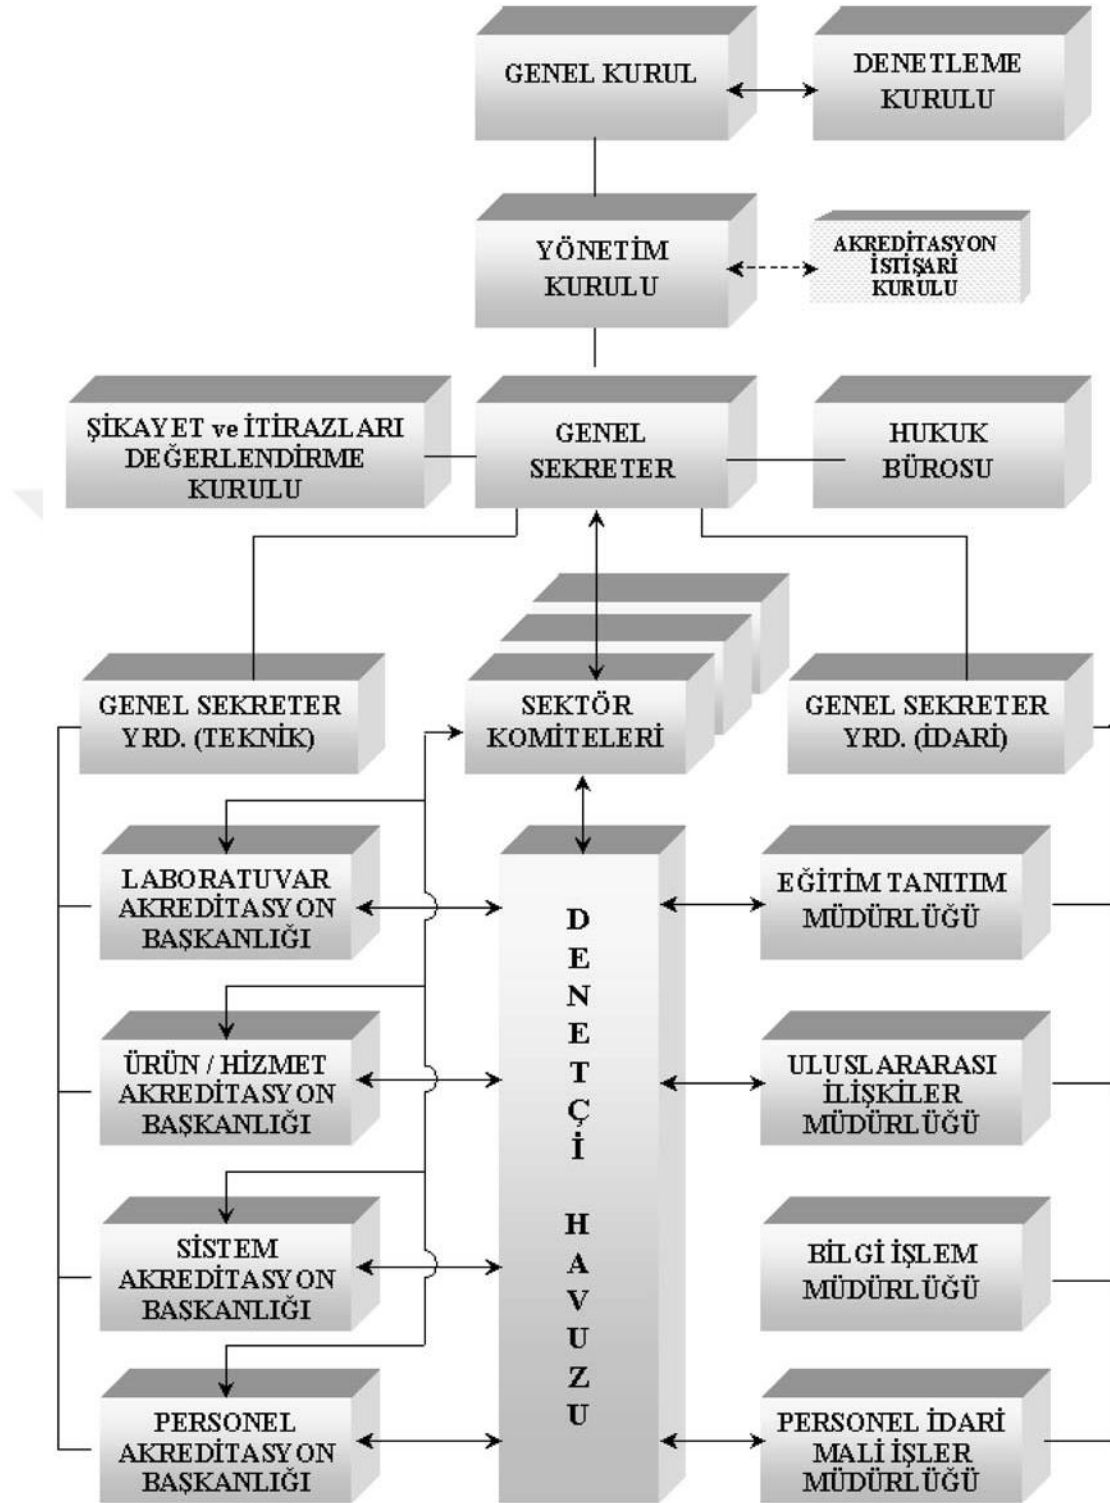 GENEL KURUL
DENETLEME
KURULU
YÖNETİM
KURULU
AKREDİTASYON
İSTİŞARİ
KURULU
ŞİKAYET ve İTİRAZLARI
DEĞERLENDİRME
KURULU
GENEL
SEKRETER
HUKUK
BÜROSU
GENEL SEKRETER
YRD. (TEKNİK)
SEKTÖR
KOMİTELERİ
GENEL SEKRETER
YRD. (İDARİ)
LABORATUVAR
AKREDİTASYON
BAŞKANLIĞI
DENETÇİ HAVUZU
EĞİTİM TANITIM
MÜDÜRLÜĞÜ
ÜRÜN / HİZMET
AKREDİTASYON
BAŞKANLIĞI
ULUSLARARASI
İLİŞKİLER
MÜDÜRLÜĞÜ
SİSTEM
AKREDİTASYON
BAŞKANLIĞI
BİLGİ İŞLEM
MÜDÜRLÜĞÜ
PERSONEL
AKREDİTASYON
BAŞKANLIĞI
PERSONEL İDARİ
MALİ İŞLER
MÜDÜRLÜĞÜ